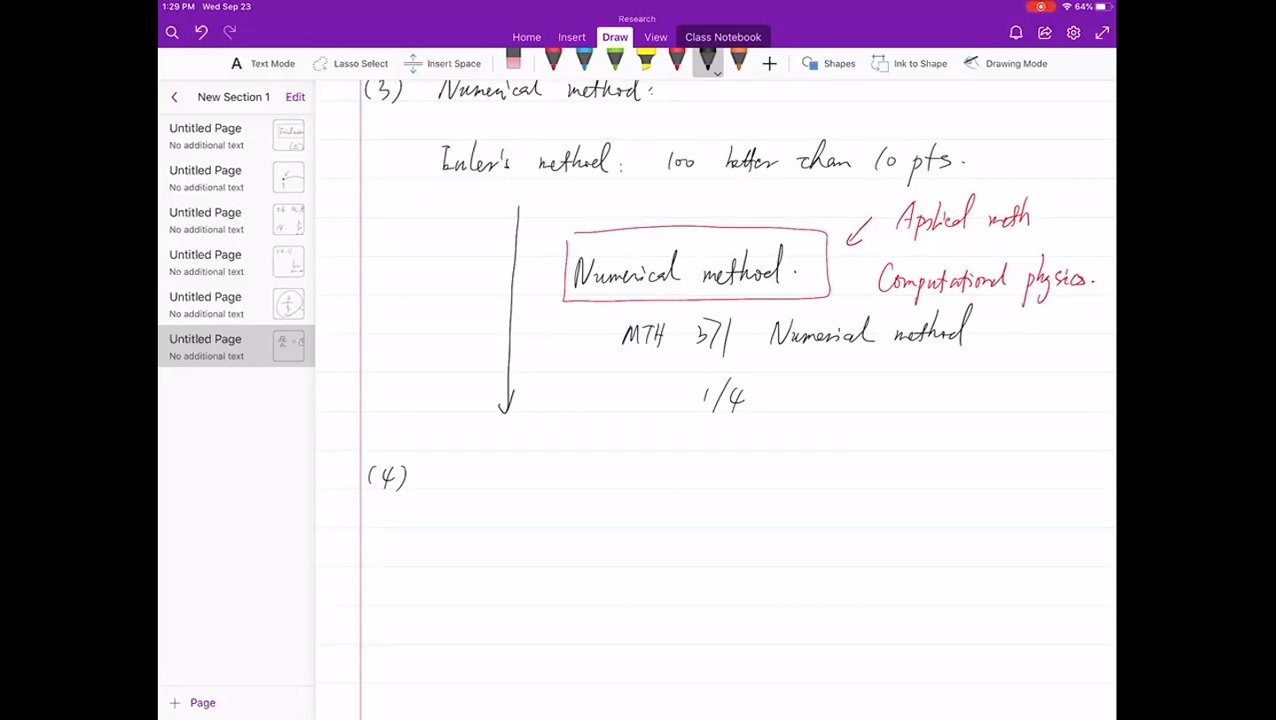 1:29 PM Wed Sep 23
64%
Research
Home Insert Draw View Class Notebook
Text Mode Lasso Select Insert Space Shapes Ink to Shape Drawing Mode
New Section 1 Edit
Untitled Page
No additional text
Untitled Page
No additional text
Untitled Page
No additional text
Untitled Page
No additional text
Untitled Page
No additional text
Untitled Page
No additional text
Page
(3) Numerical method:
Euler's method: 100 better than 10 pts.
Applied math
Numerical method.
Computational physics.
MTH 371 Numerical method
1/4
(4)